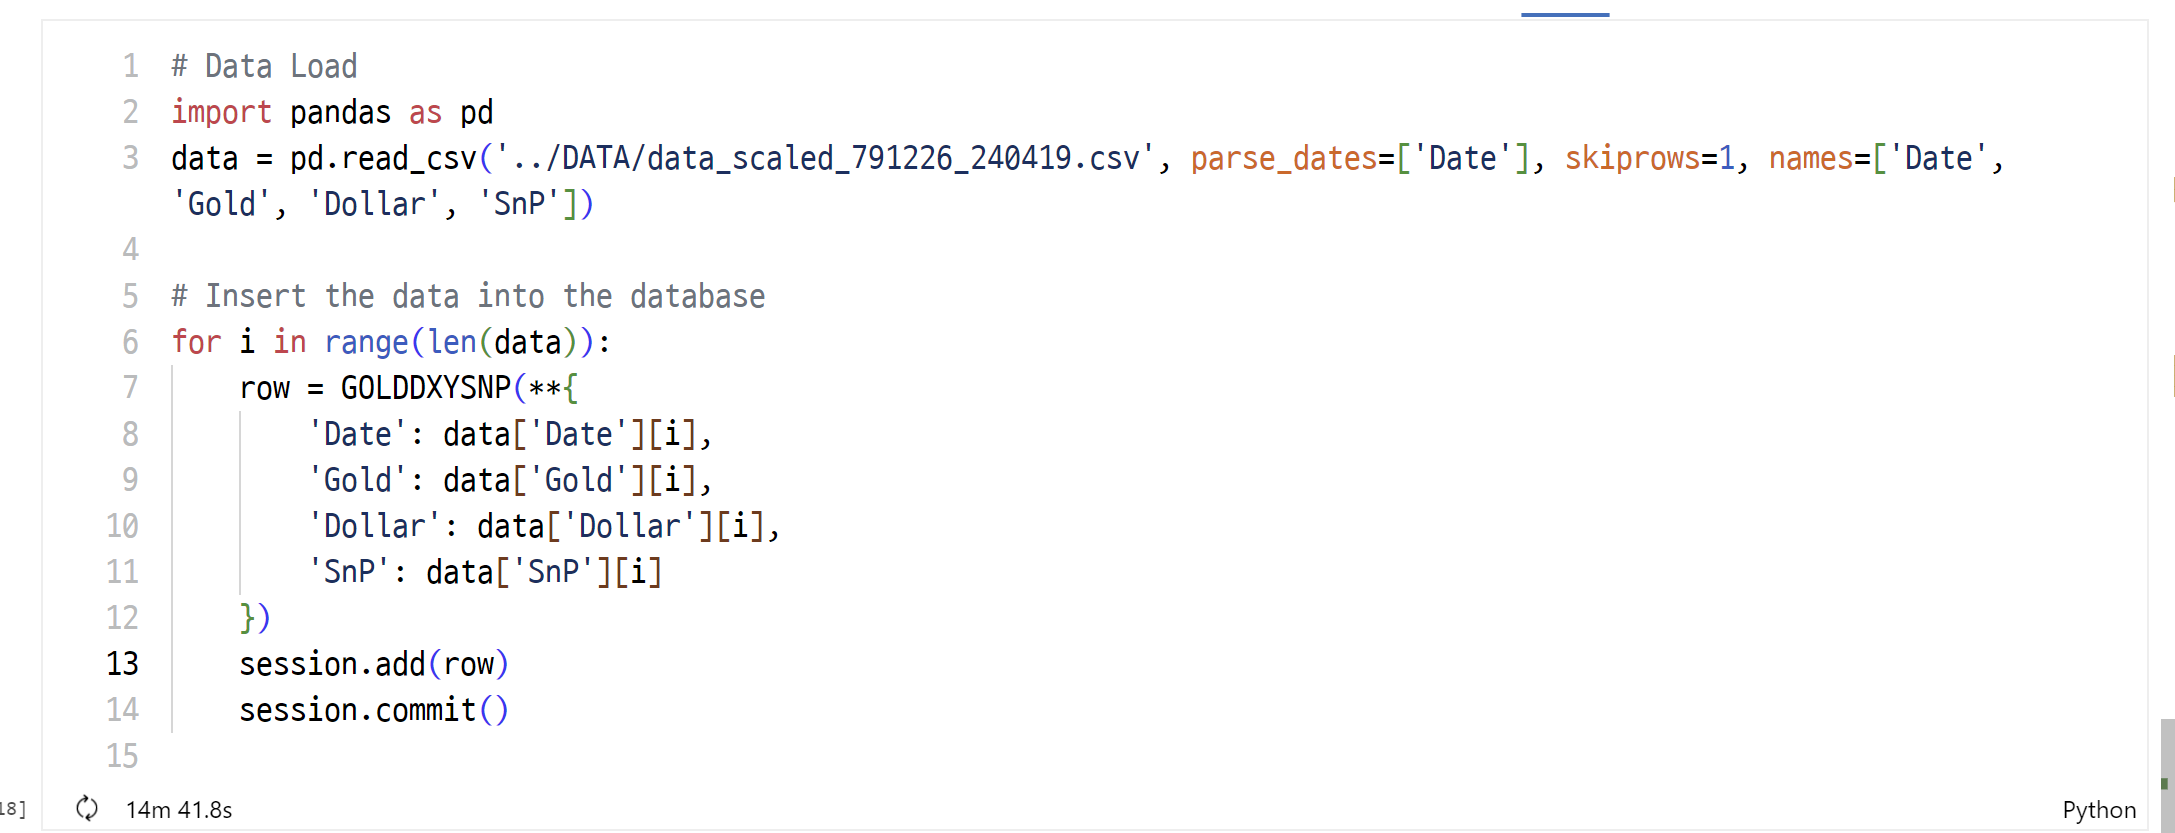 1 # Data Load
2 import pandas as pd
3 data = pd.read_csv('../DATA/data_scaled_791226_240419.csv', parse_dates=['Date'], skiprows=1, names=['Date',
'Gold', 'Dollar', 'SnP'])
4
5 # Insert the data into the database
6 for i in range(len(data)):
7     row = GOLDDXYSNP(**{
8         'Date': data['Date'][i],
9         'Gold': data['Gold'][i],
10         'Dollar': data['Dollar'][i],
11         'SnP': data['SnP'][i]
12     })
13     session.add(row)
14     session.commit()
15
18] 14m 41.8s Python